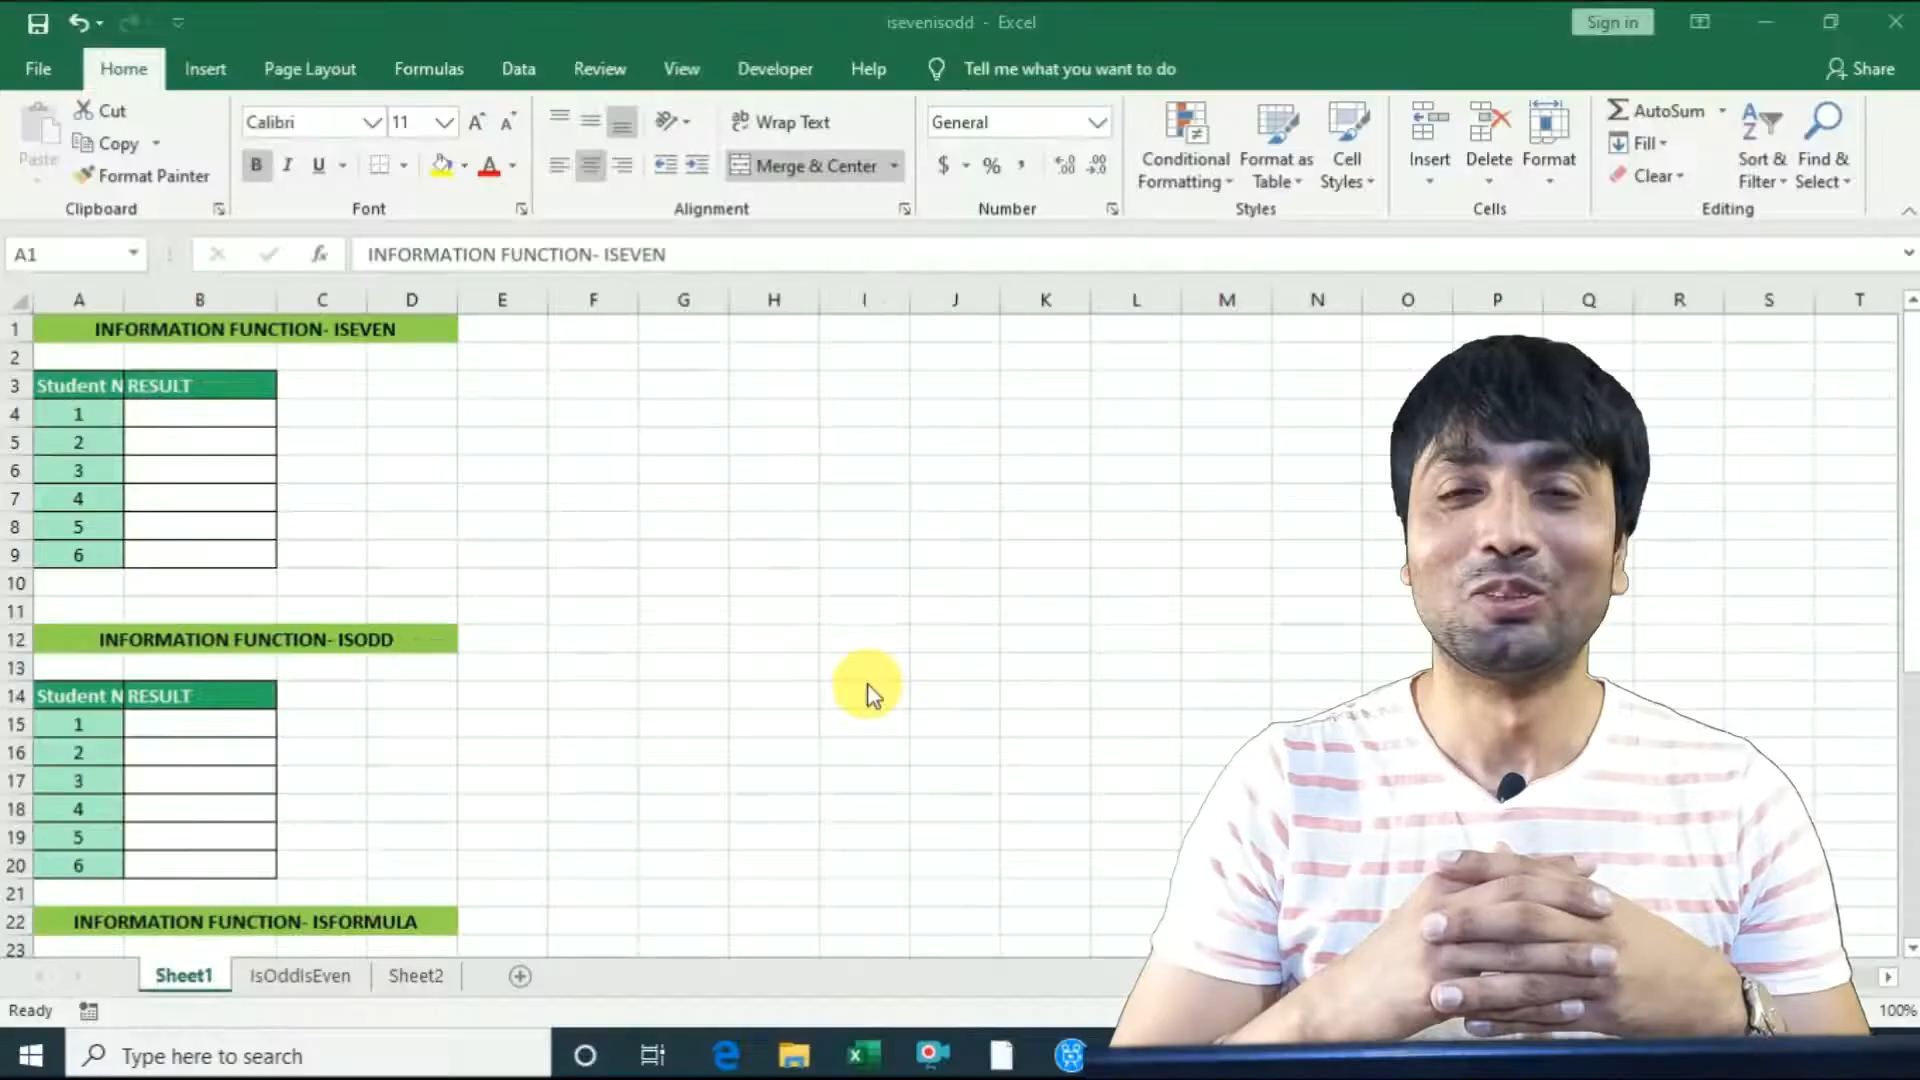 isevenisodd - Excel
Sign in
File Home Insert Page Layout Formulas Data Review View Developer Help Tell me what you want to do Share
Paste
Cut
Copy
Format Painter
Clipboard
Calibri 11
B I U
Font
Wrap Text
Merge & Center
Alignment
General
$ % ,
Number
Conditional Formatting
Format as Table
Cell Styles
Styles
Insert Delete Format
Cells
AutoSum
Fill
Clear
Sort & Filter
Find & Select
Editing
A1 fx INFORMATION FUNCTION- ISEVEN
A B C D E F G H I J K L M N O P Q R S T
1 INFORMATION FUNCTION- ISEVEN
2
3 Student N RESULT
4 1
5 2
6 3
7 4
8 5
9 6
10
11
12 INFORMATION FUNCTION- ISODD
13
14 Student N RESULT
15 1
16 2
17 3
18 4
19 5
20 6
21
22 INFORMATION FUNCTION- ISFORMULA
23
Sheet1 IsOddIsEven Sheet2
Ready 100%
Type here to search